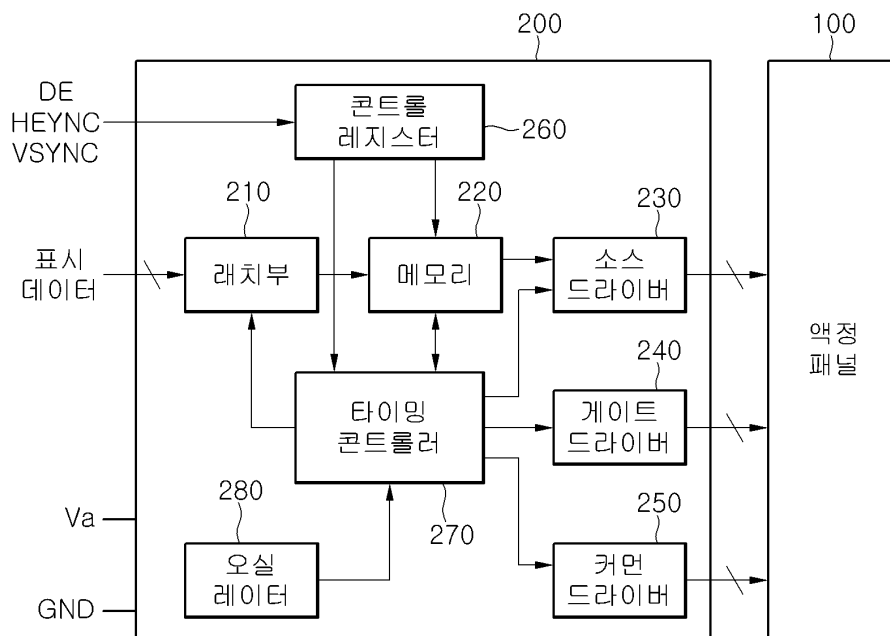 200
100
DE
HEYNC
VSYNC
콘트롤
레지스터
260
210
220
230
표시
데이터
래치부
메모리
소스
드라이버
액정
패널
240
타이밍
콘트롤러
게이트
드라이버
Va
280
270
250
오실
레이터
커먼
드라이버
GND